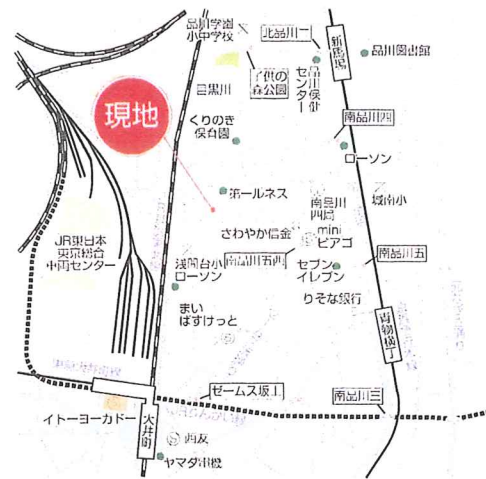 品川学園
小中学校
北品川一
新馬場
品川図書館
子供の
森公園
品川保健
センター
目黒川
現地
くりのき
保育園
南品川四
ローソン
第一ルネス
城南小
南品川
四局
mini
ピアゴ
さわやか信金
JR東日本
東京総合
車両センター
浅間台小
南品川五西
南品川五
ローソン
セブン
イレブン
りそな銀行
まい
ばすけっと
青物横丁
ゼームス坂上
南品川三
イトーヨーカドー
大井町
西友
ヤマダ電機